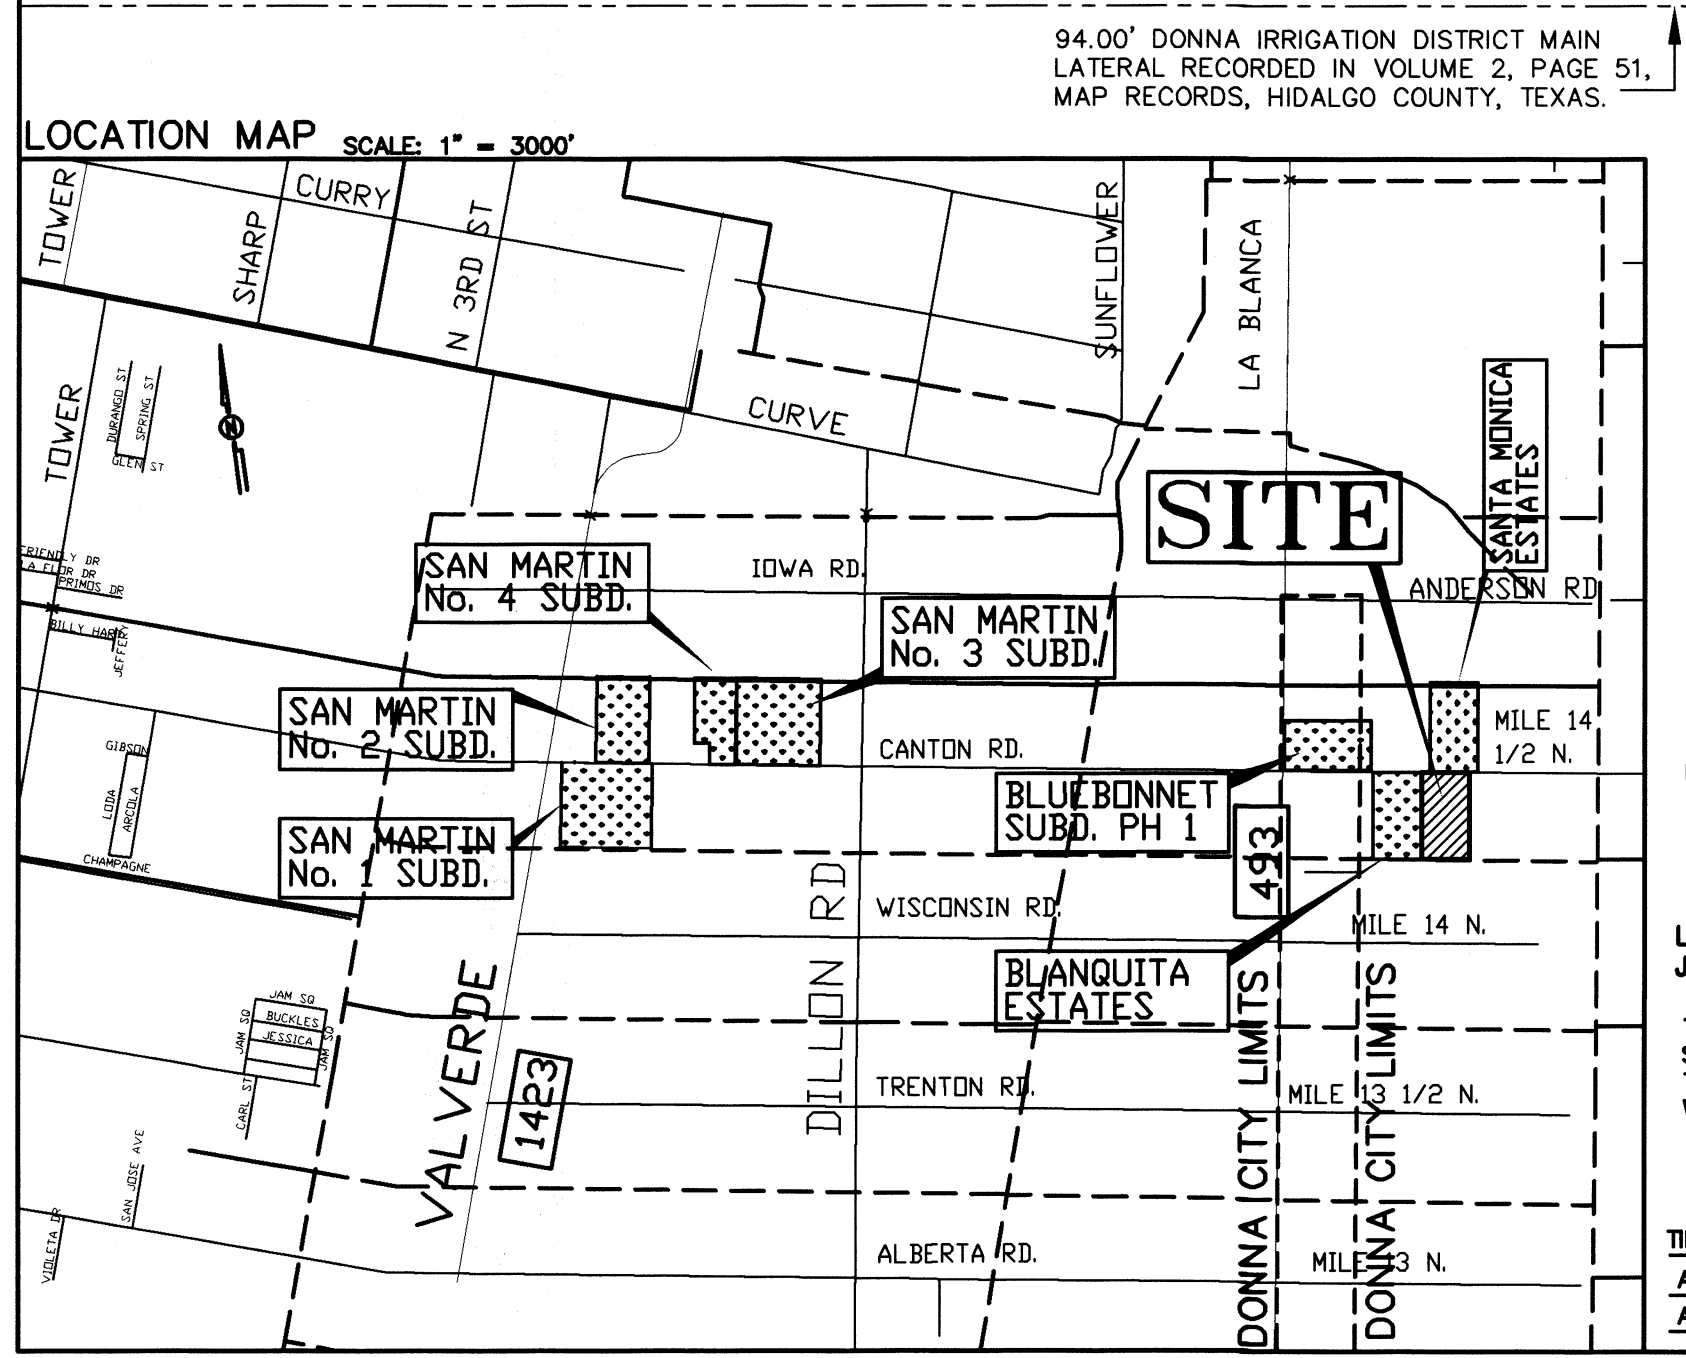 94.00' DONNA IRRIGATION DISTRICT MAIN
LATERAL RECORDED IN VOLUME 2, PAGE 51,
MAP RECORDS, HIDALGO COUNTY, TEXAS.
LOCATION MAP SCALE: 1" = 3000'
TOWER
SHARP
CURRY
N 3RD ST
SUNFLOWER
LA BLANCA
TOWER
DURANGO ST
SPRING ST
GLEN ST
N
CURVE
SITE
SANTA MONICA
ESTATES
FRIENDLY DR
LA FLOR DR
PRIMOS DR
BILLY HARP
JEFFERY
SAN MARTIN
No. 4 SUBD.
IOWA RD.
ANDERSON RD
SAN MARTIN
No. 3 SUBD.
SAN MARTIN
No. 2 SUBD.
CANTON RD.
MILE 14
1/2 N.
GIBSON
LODA
ARCOLA
CHAMPAGNE
SAN MARTIN
No. 1 SUBD.
BLUEBONNET
SUBD. PH 1
493
WISCONSIN RD.
MILE 14 N.
BLANQUITA
ESTATES
VALVERDE
1423
DILLON RD
JAM SQ
BUCKLES
JESSICA
JAM SQ
JAM SQ
CARL ST
TRENTON RD.
MILE 13 1/2 N.
SAN JOSE AVE
VIOLETA DR
ALBERTA RD.
MILE 13 N.
DONNA CITY LIMITS
DONNA CITY LIMITS